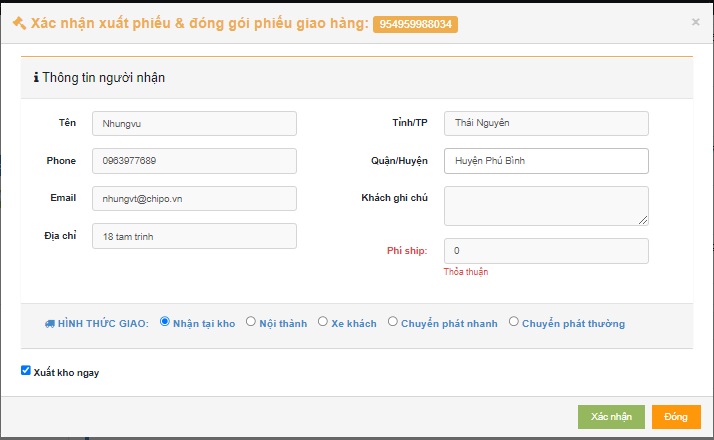 Xác nhận xuất phiếu & đóng gói phiếu giao hàng: 954959988034 ×
Thông tin người nhận
Tên Nhungvu
Tỉnh/TP Thái Nguyên
Phone 0963977689
Quận/Huyện Huyện Phú Bình
Email nhungvt@chipo.vn
Khách ghi chú
Địa chỉ 18 tam trinh
Phí ship: 0
Thỏa thuận
HÌNH THỨC GIAO: Nhận tại kho Nội thành Xe khách Chuyển phát nhanh Chuyển phát thường
Xuất kho ngay
Xác nhận Đóng